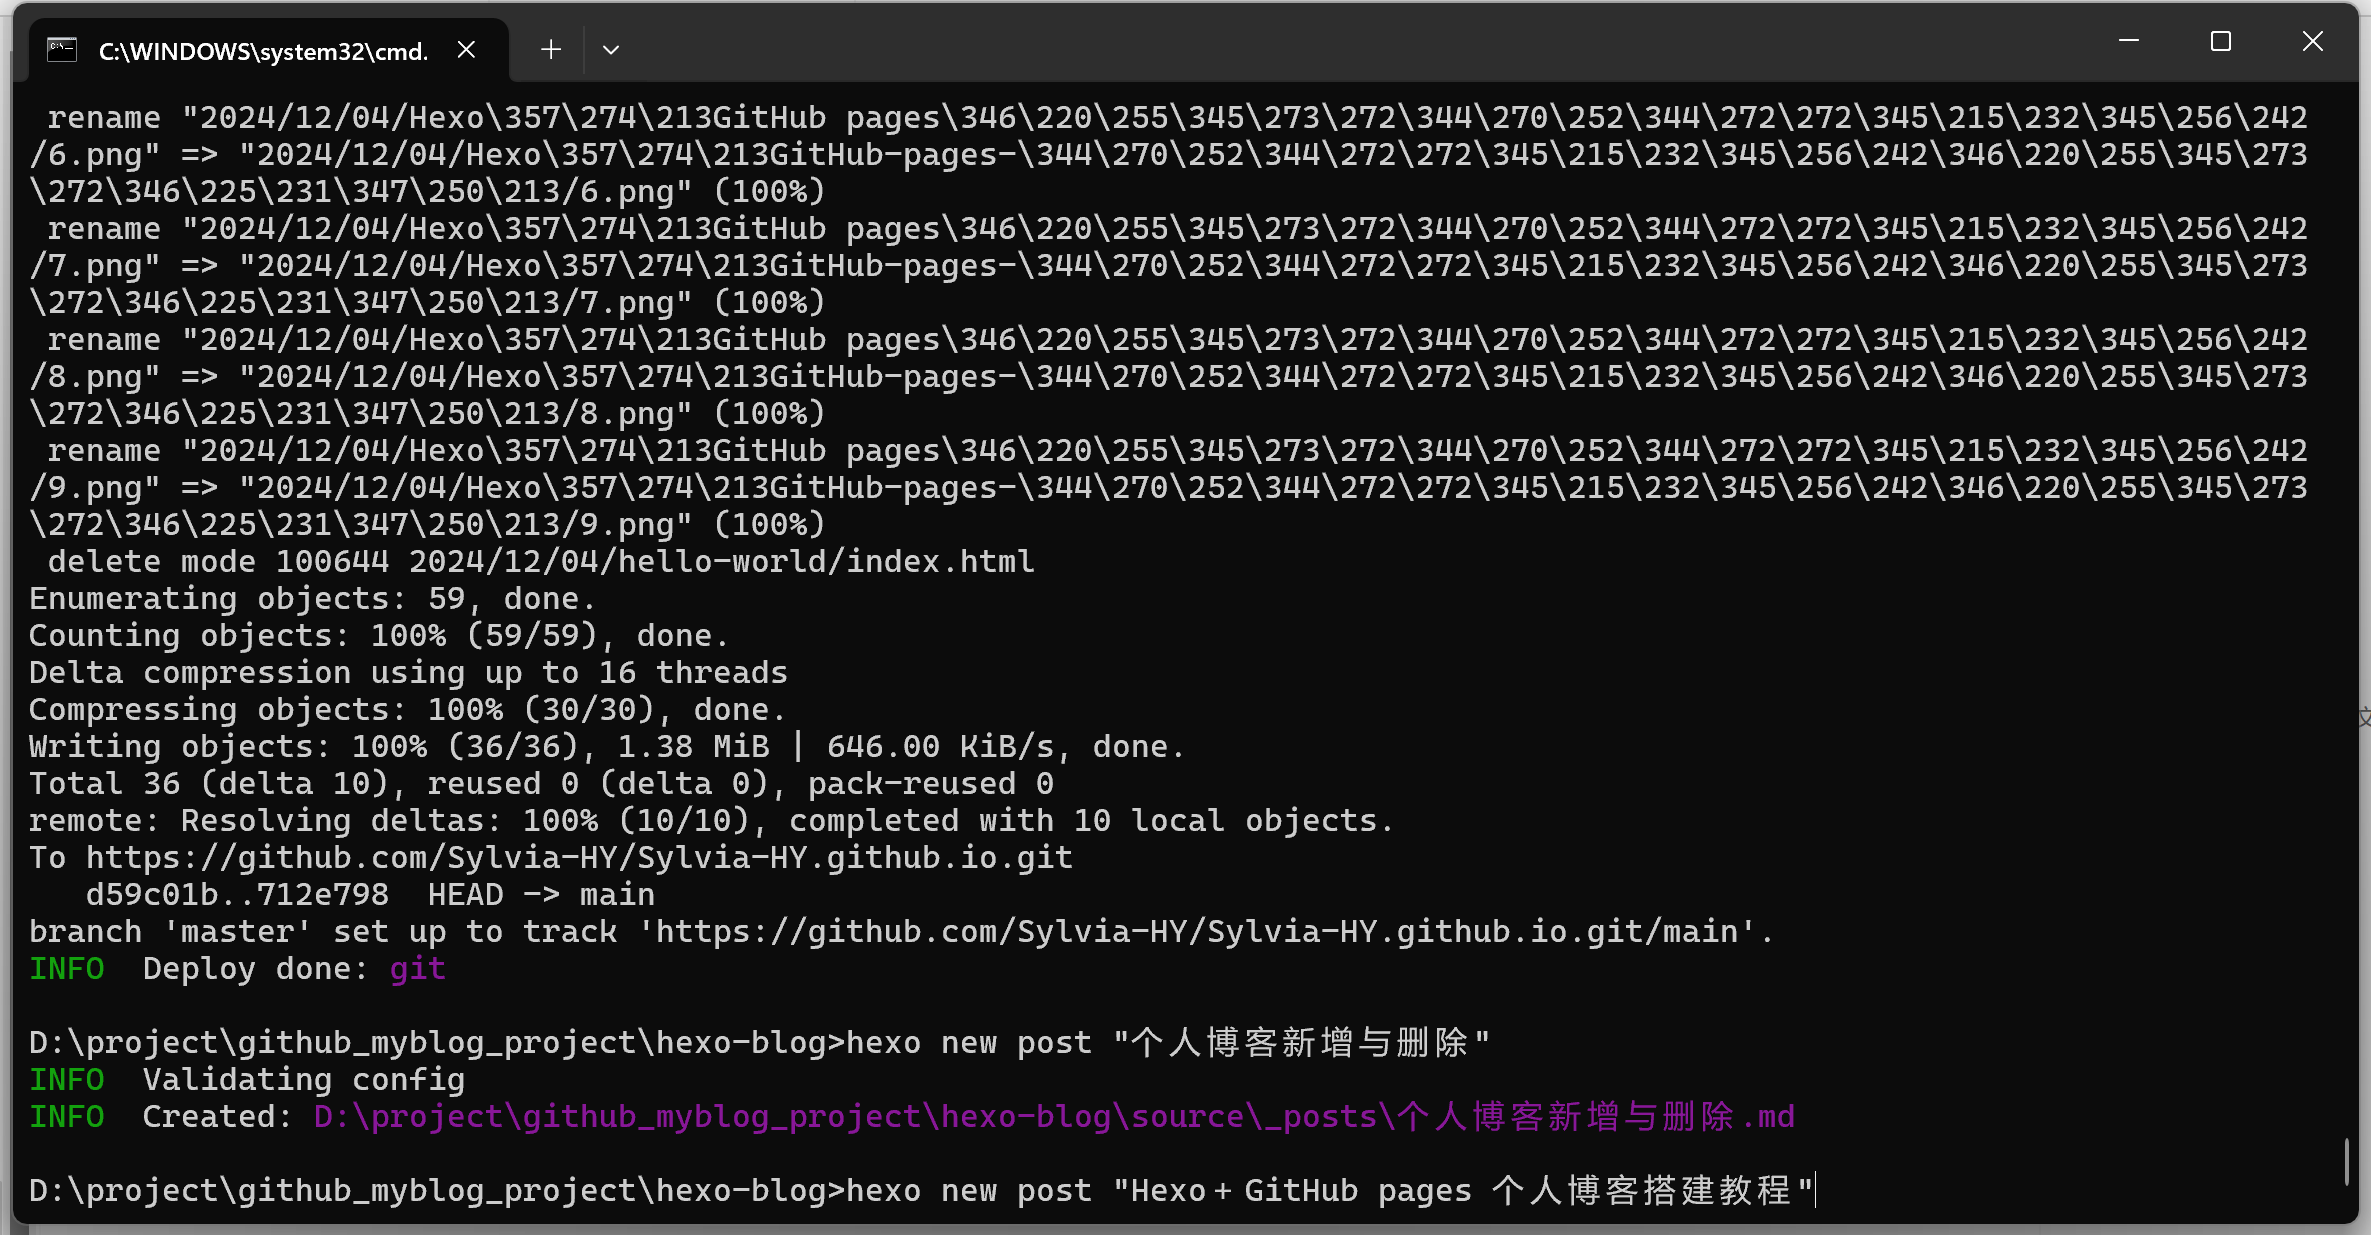 C:\WINDOWS\system32\cmd.
rename "2024/12/04/Hexo\357\274\213GitHub pages\346\220\255\345\273\272\344\270\252\344\272\272\345\215\232\345\256\242
/6.png" => "2024/12/04/Hexo\357\274\213GitHub-pages-\344\270\252\344\272\272\345\215\232\345\256\242\346\220\255\345\273
\272\346\225\231\347\250\213/6.png" (100%)
rename "2024/12/04/Hexo\357\274\213GitHub pages\346\220\255\345\273\272\344\270\252\344\272\272\345\215\232\345\256\242
/7.png" => "2024/12/04/Hexo\357\274\213GitHub-pages-\344\270\252\344\272\272\345\215\232\345\256\242\346\220\255\345\273
\272\346\225\231\347\250\213/7.png" (100%)
rename "2024/12/04/Hexo\357\274\213GitHub pages\346\220\255\345\273\272\344\270\252\344\272\272\345\215\232\345\256\242
/8.png" => "2024/12/04/Hexo\357\274\213GitHub-pages-\344\270\252\344\272\272\345\215\232\345\256\242\346\220\255\345\273
\272\346\225\231\347\250\213/8.png" (100%)
rename "2024/12/04/Hexo\357\274\213GitHub pages\346\220\255\345\273\272\344\270\252\344\272\272\345\215\232\345\256\242
/9.png" => "2024/12/04/Hexo\357\274\213GitHub-pages-\344\270\252\344\272\272\345\215\232\345\256\242\346\220\255\345\273
\272\346\225\231\347\250\213/9.png" (100%)
delete mode 100644 2024/12/04/hello-world/index.html
Enumerating objects: 59, done.
Counting objects: 100% (59/59), done.
Delta compression using up to 16 threads
Compressing objects: 100% (30/30), done.
Writing objects: 100% (36/36), 1.38 MiB | 646.00 KiB/s, done.
Total 36 (delta 10), reused 0 (delta 0), pack-reused 0
remote: Resolving deltas: 100% (10/10), completed with 10 local objects.
To https://github.com/Sylvia-HY/Sylvia-HY.github.io.git
d59c01b..712e798  HEAD -> main
branch 'master' set up to track 'https://github.com/Sylvia-HY/Sylvia-HY.github.io.git/main'.
INFO  Deploy done: git
D:\project\github_myblog_project\hexo-blog>hexo new post "个人博客新增与删除"
INFO  Validating config
INFO  Created: D:\project\github_myblog_project\hexo-blog\source\_posts\个人博客新增与删除.md
D:\project\github_myblog_project\hexo-blog>hexo new post "Hexo＋GitHub pages 个人博客搭建教程"